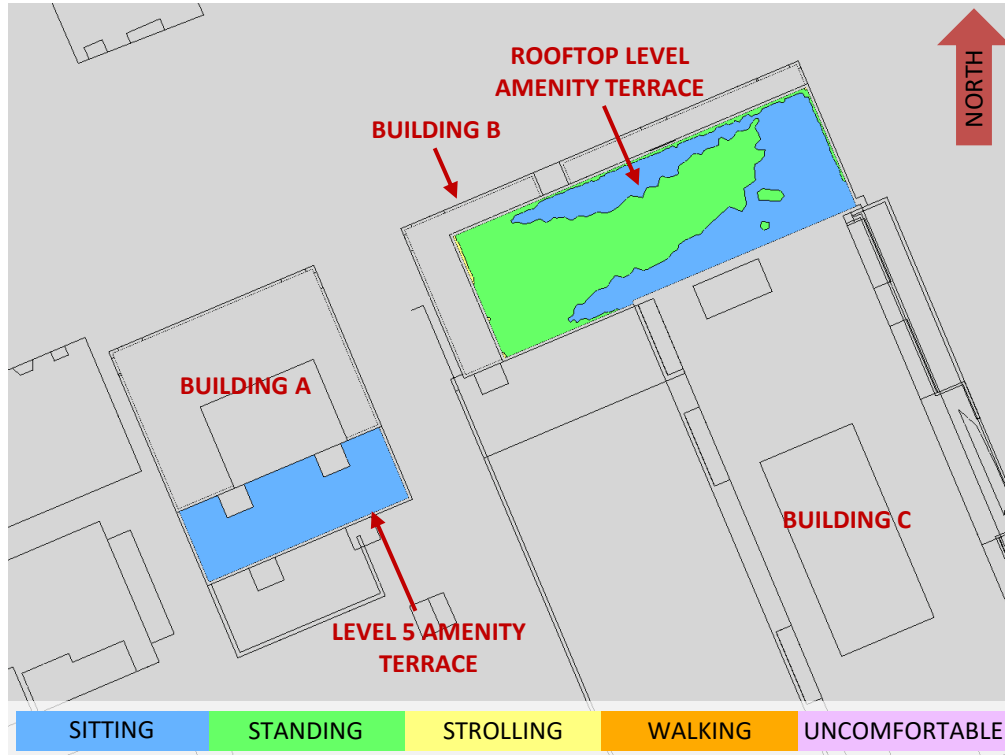 ROOFTOP LEVEL
AMENITY TERRACE
NORTH
BUILDING B
BUILDING A
BUILDING C
LEVEL 5 AMENITY
TERRACE
SITTING
STANDING
STROLLING
WALKING
UNCOMFORTABLE